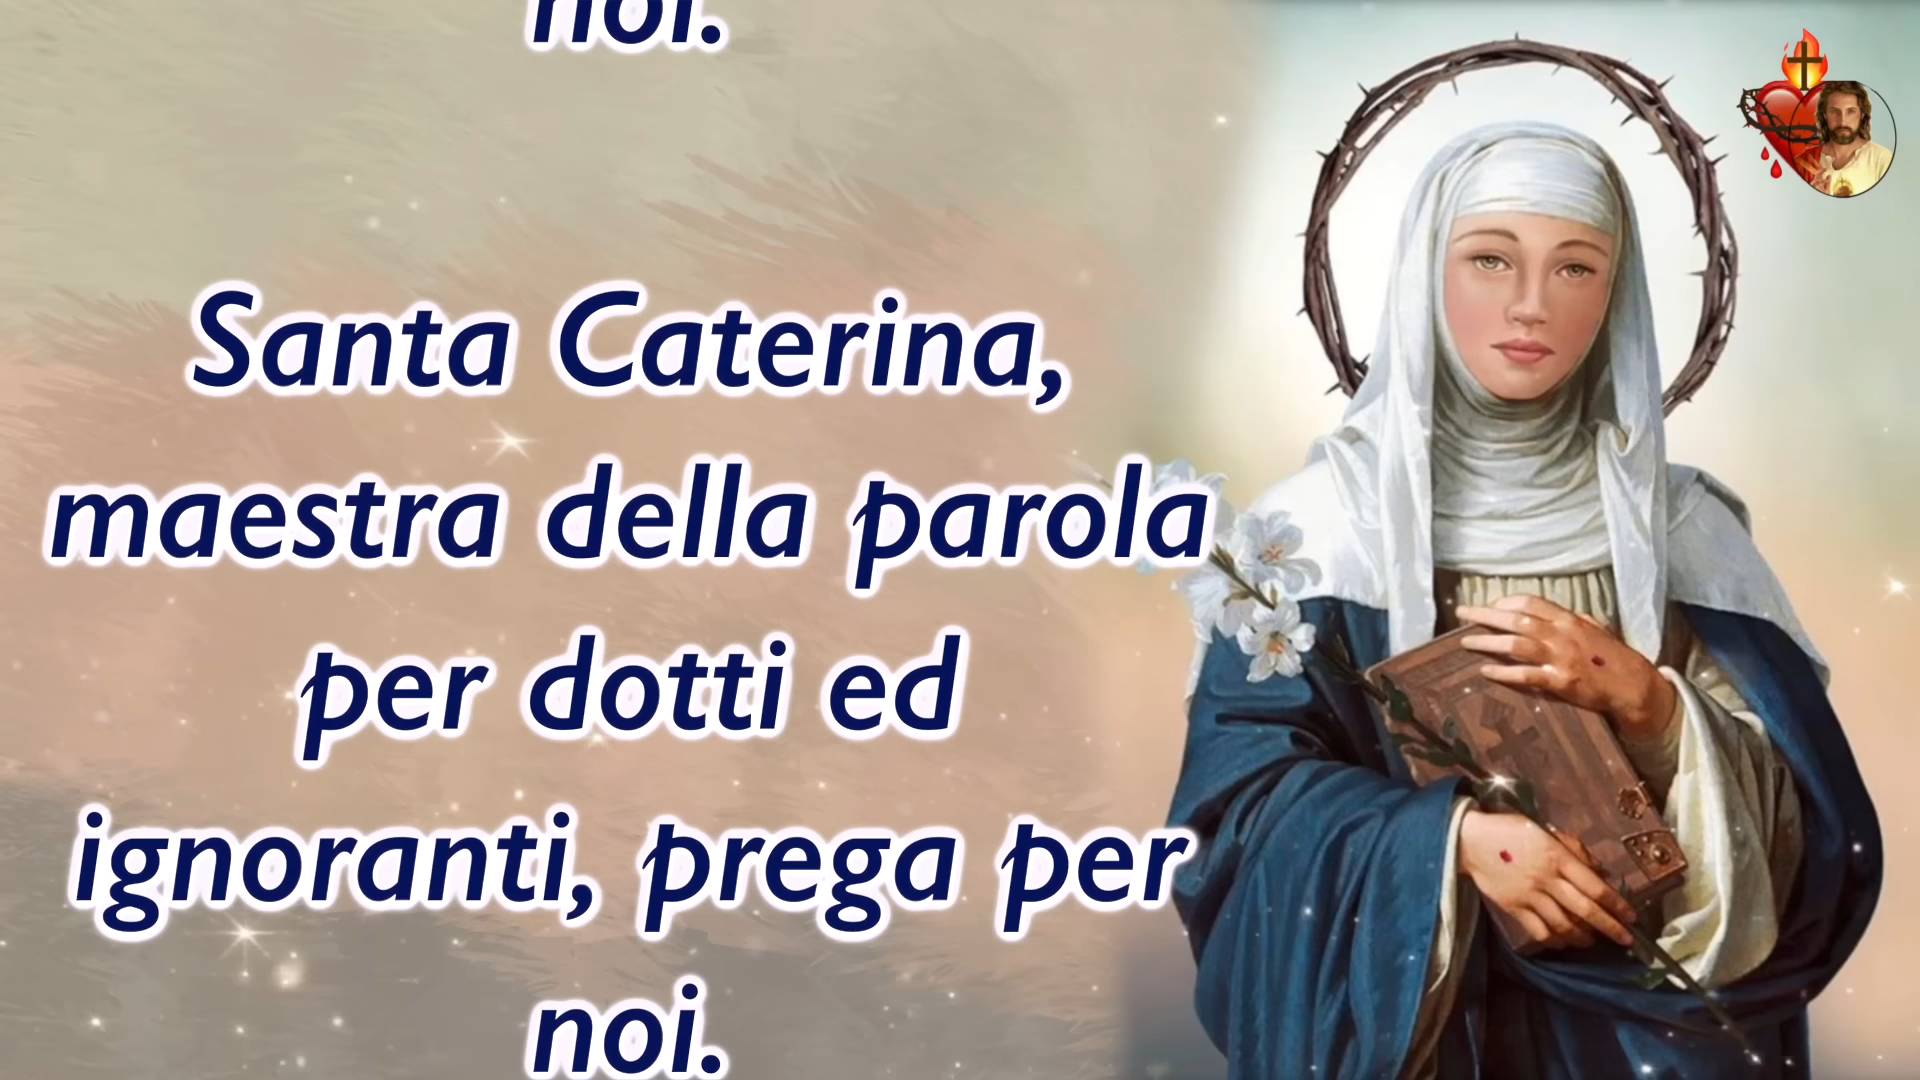 noi.
Santa Caterina,
maestra della parola
per dotti ed
ignoranti, prega per
noi.